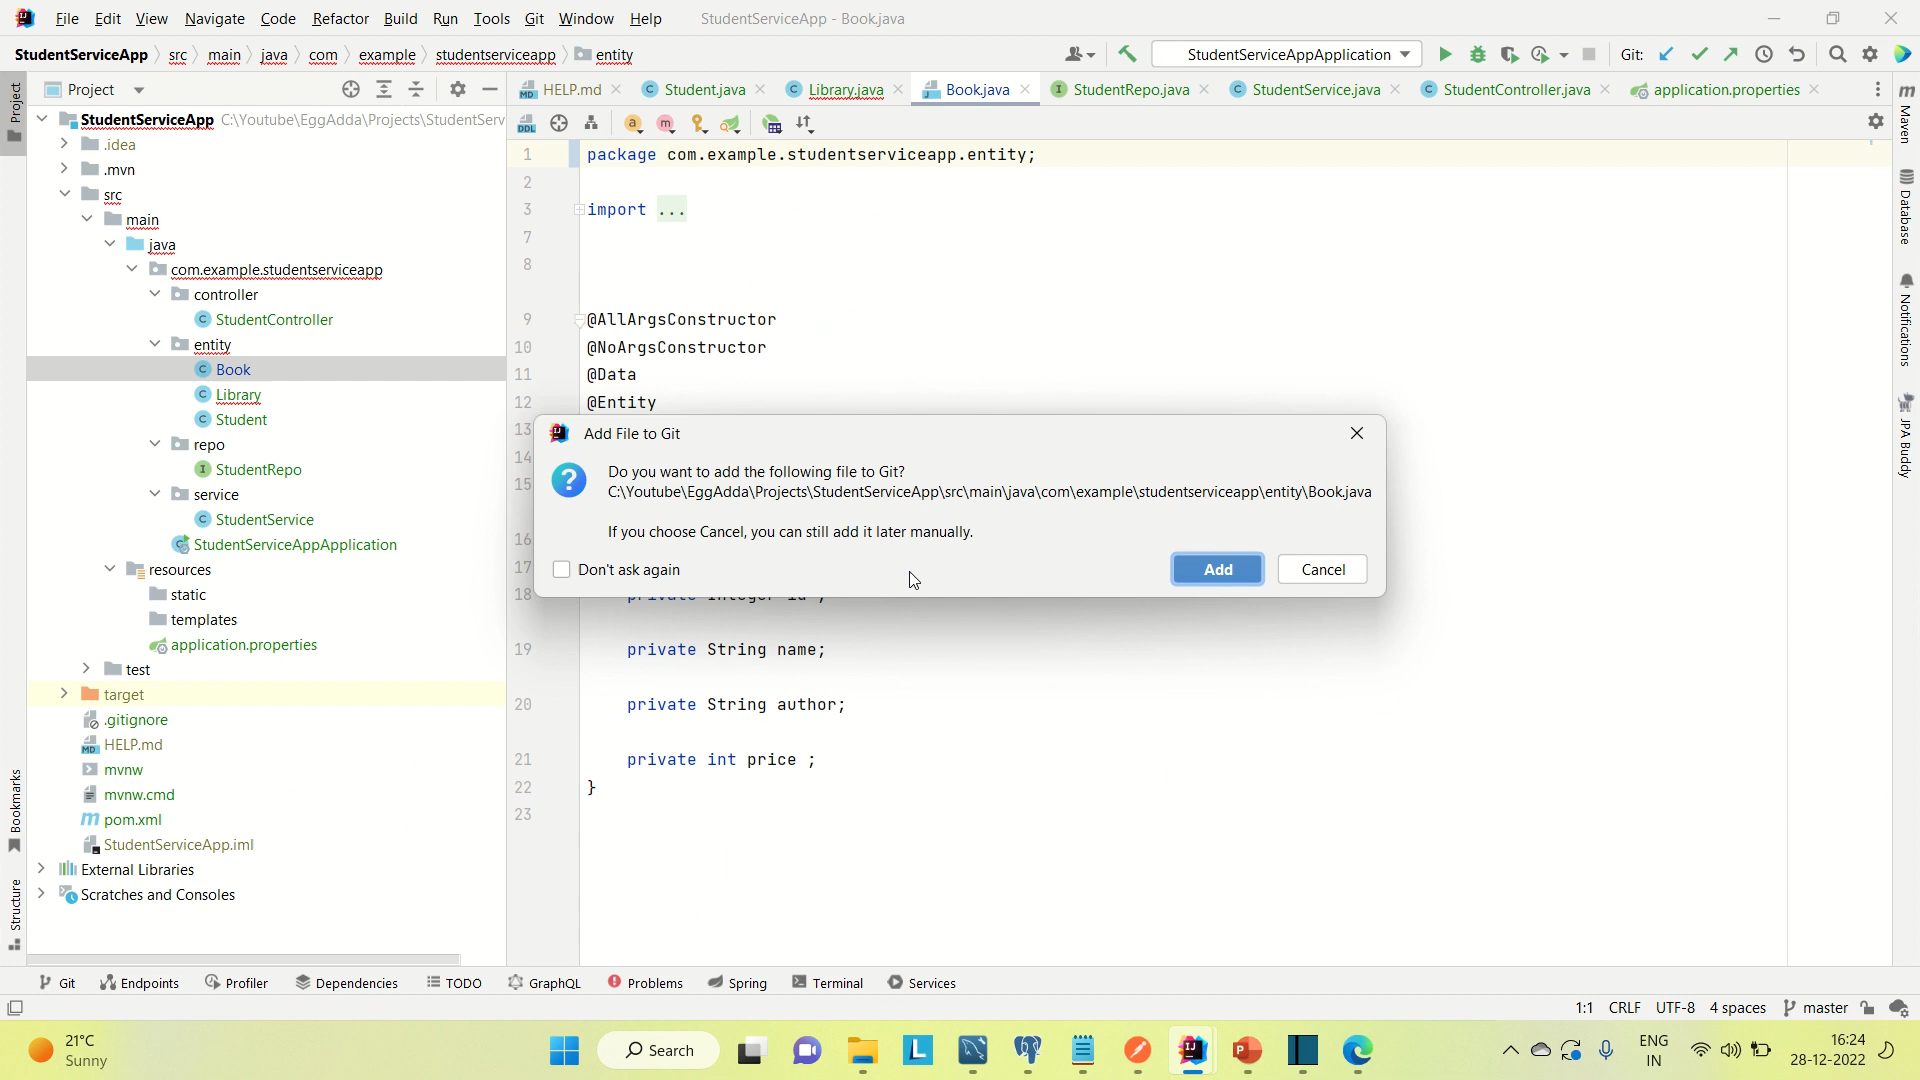 File Edit View Navigate Code Refactor Build Run Tools Git Window Help StudentServiceApp - Book.java
StudentServiceApp src main java com example studentserviceapp entity
StudentServiceAppApplication
Git:
Project
HELP.md Student.java Library.java Book.java StudentRepo.java StudentService.java StudentController.java application.properties
Project
StudentServiceApp C:\Youtube\EggAdda\Projects\StudentServ
.idea
.mvn
src
main
java
com.example.studentserviceapp
controller
StudentController
entity
Book
Library
Student
repo
StudentRepo
service
StudentService
StudentServiceAppApplication
resources
static
templates
application.properties
test
target
.gitignore
HELP.md
mvnw
mvnw.cmd
pom.xml
StudentServiceApp.iml
External Libraries
Scratches and Consoles
Bookmarks
Structure
DDL
1 package com.example.studentserviceapp.entity;
2
3 import ...
7
8
9 @AllArgsConstructor
10 @NoArgsConstructor
11 @Data
12 @Entity
13
14
15
16
17
18 private Integer id ;
19 private String name;
20 private String author;
21 private int price ;
22 }
23
Add File to Git
Do you want to add the following file to Git?
C:\Youtube\EggAdda\Projects\StudentServiceApp\src\main\java\com\example\studentserviceapp\entity\Book.java
If you choose Cancel, you can still add it later manually.
Don't ask again
Add
Cancel
Maven
Database
Notifications
JPA Buddy
Git Endpoints Profiler Dependencies TODO GraphQL Problems Spring Terminal Services
1:1 CRLF UTF-8 4 spaces master
21°C
Sunny
Search
ENG
IN
16:24
28-12-2022